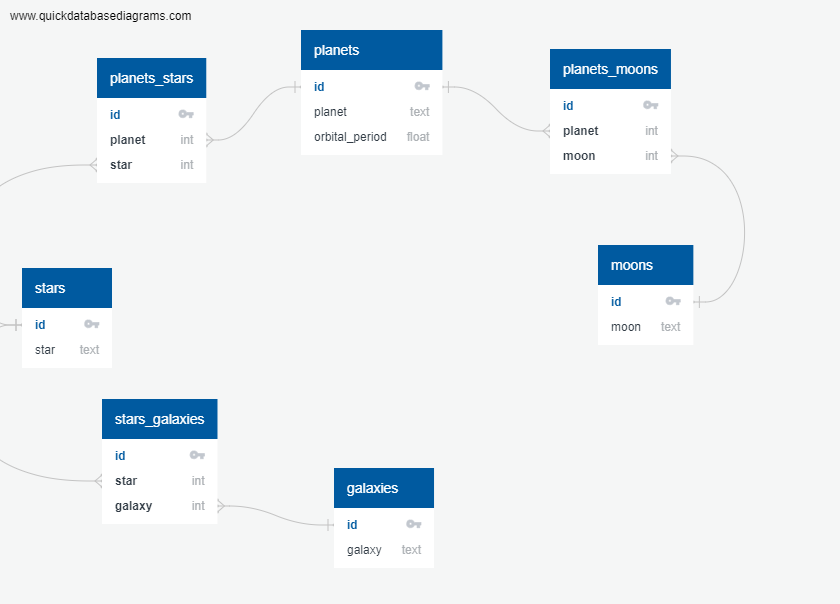 www.quickdatabasediagrams.com
planets_stars
id
planet int
star int
planets
id
planet text
orbital_period float
planets_moons
id
planet int
moon int
moons
id
moon text
stars
id
star text
stars_galaxies
id
star int
galaxy int
galaxies
id
galaxy text